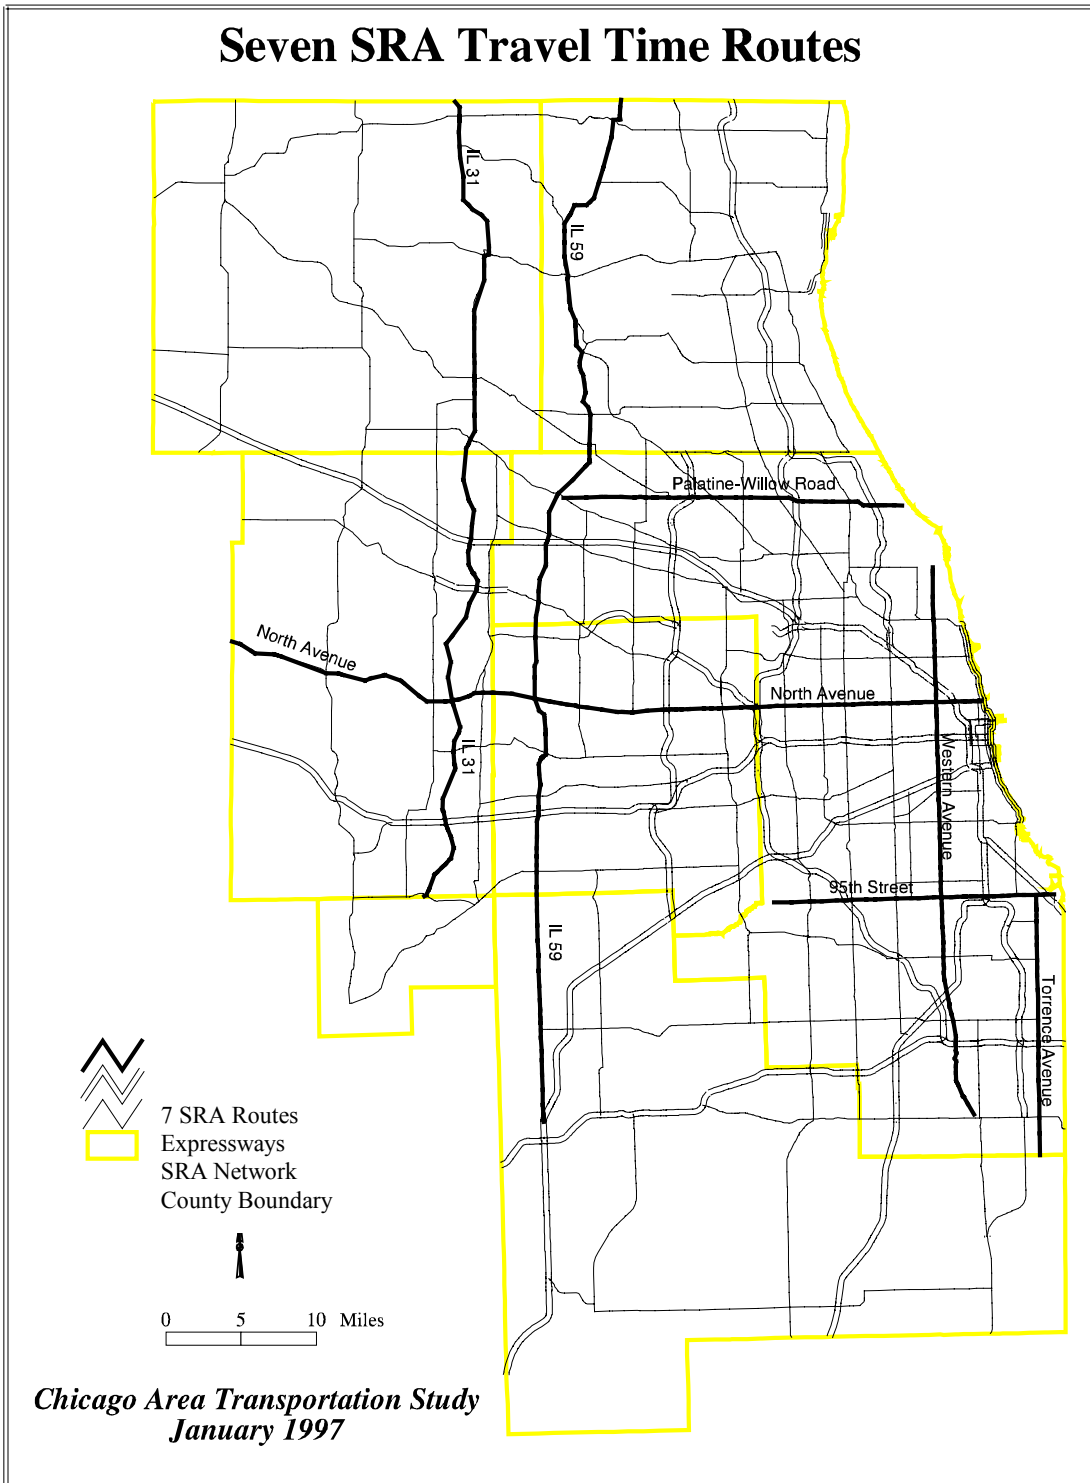 Seven SRA Travel Time Routes
IL 31
IL 59
Palatine-Willow Road
North Avenue
North Avenue
IL 31
Western Avenue
95th Street
IL 59
Torrence Avenue
7 SRA Routes
Expressways
SRA Network
County Boundary
0 5 10 Miles
Chicago Area Transportation Study
January 1997